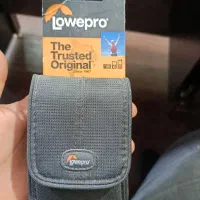 Lowepro
The
Trusted
Original
Since 1967
Lowepro